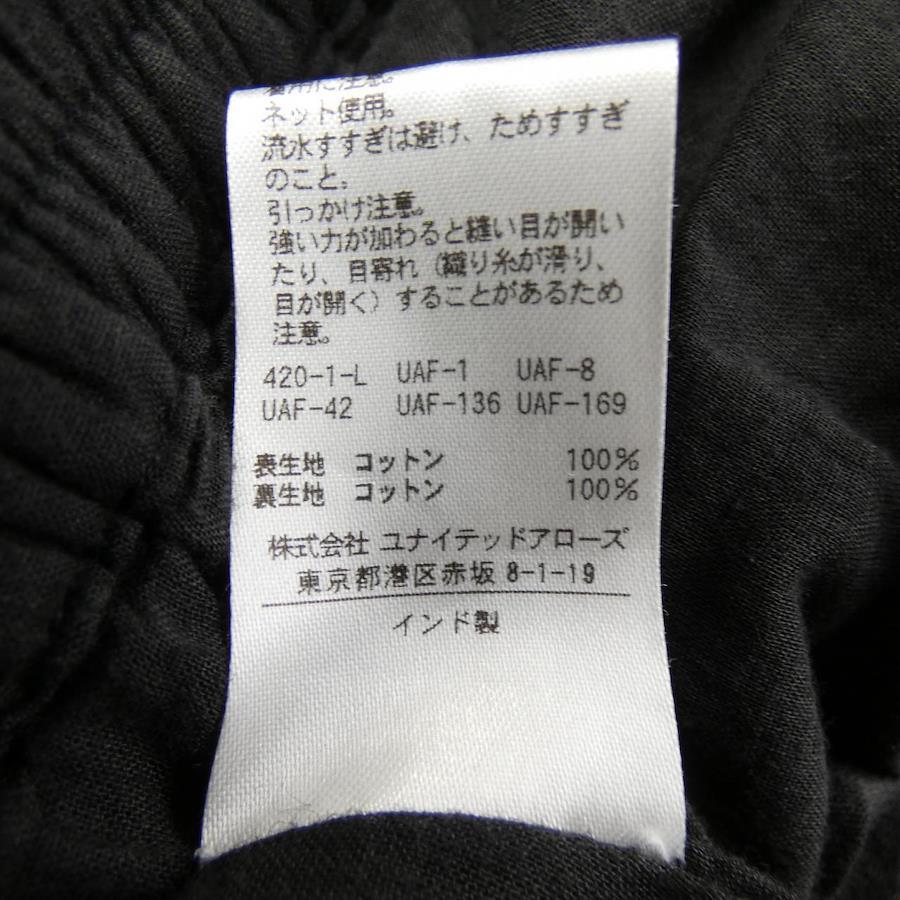 着用に注意。
ネット使用。
流水すすぎは避け、ためすすぎ
のこと。
引っかけ注意。
強い力が加わると縫い目が開い
たり、目寄れ（織り糸が滑り、
目が開く）することがあるため
注意。
420-1-L UAF-1 UAF-8
UAF-42 UAF-136 UAF-169
表生地 コットン 100%
裏生地 コットン 100%
株式会社 ユナイテッドアローズ
東京都港区赤坂 8-1-19
インド製